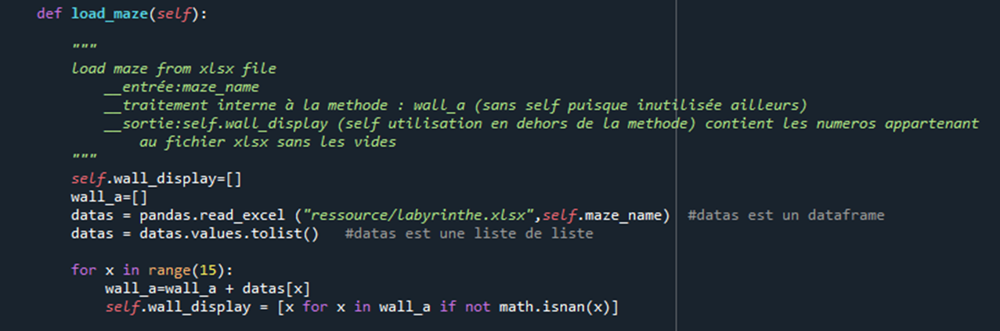 def load_maze(self):
"""
load maze from xlsx file
__entrée:maze_name
__traitement interne à la methode : wall_a (sans self puisque inutilisée ailleurs)
__sortie:self.wall_display (self utilisation en dehors de la methode) contient les numeros appartenant
au fichier xlsx sans les vides
"""
self.wall_display=[]
wall_a=[]
datas = pandas.read_excel ("ressource/labyrinthe.xlsx",self.maze_name)  #datas est un dataframe
datas = datas.values.tolist()   #datas est une liste de liste
for x in range(15):
wall_a=wall_a + datas[x]
self.wall_display = [x for x in wall_a if not math.isnan(x)]